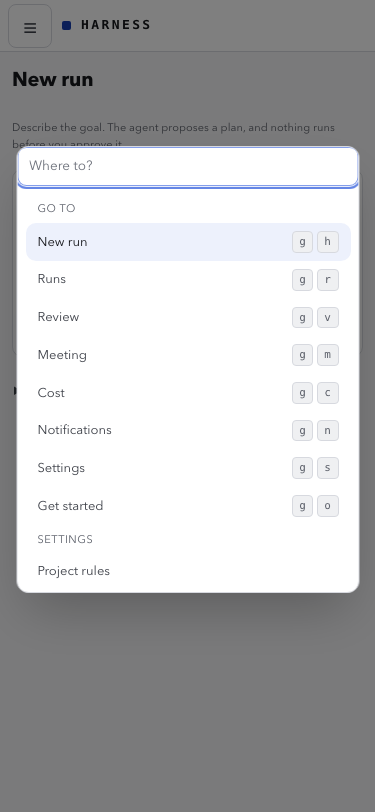 HARNESS
New run
Describe the goal. The agent proposes a plan, and nothing runs
before you approve it
Where to?
GO TO
New run g h
Runs g r
Review g v
Meeting g m
Cost g c
Notifications g n
Settings g s
Get started g o
SETTINGS
Project rules